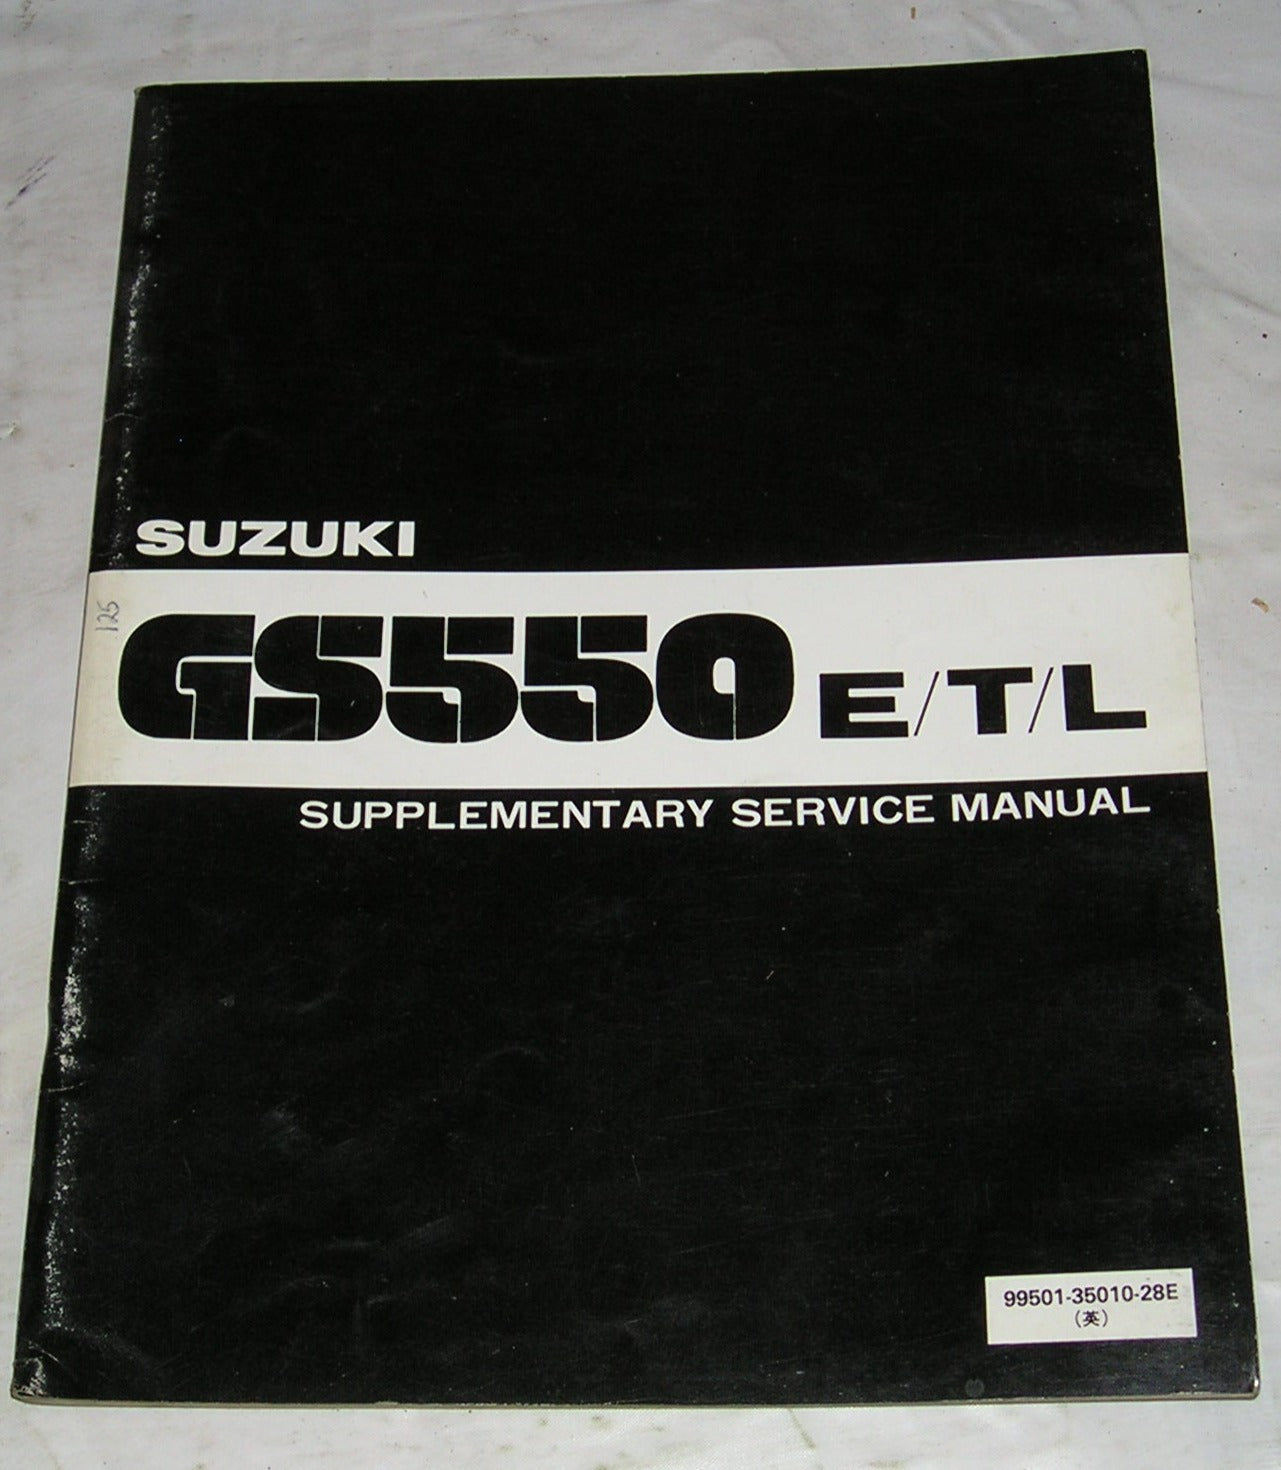 SUZUKI
125
GS550 E/T/L
SUPPLEMENTARY SERVICE MANUAL
99501-35010-28E
(英)